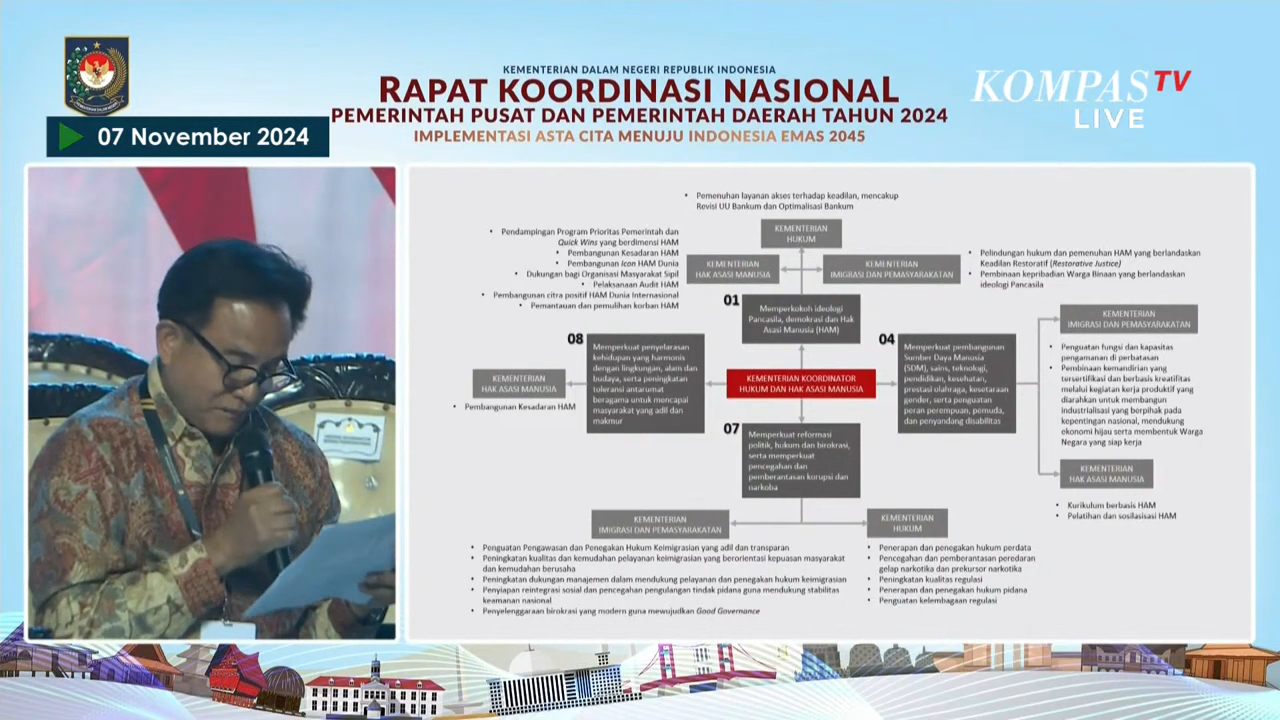 KEMENTERIAN DALAM NEGERI REPUBLIK INDONESIA
RAPAT KOORDINASI NASIONAL
PEMERINTAH PUSAT DAN PEMERINTAH DAERAH TAHUN 2024
IMPLEMENTASI ASTA CITA MENUJU INDONESIA EMAS 2045
KOMPAS TV
LIVE
07 November 2024
• Pemenuhan layanan akses terhadap keadilan, mencakup
Revisi UU Bankum dan Optimalisasi Bankum
KEMENTERIAN
HUKUM
• Pendampingan Program Prioritas Pemerintah dan
Quick Wins yang berdimensi HAM
• Pembangunan Kesadaran HAM
• Pembangunan Icon HAM Dunia
• Dukungan bagi Organisasi Masyarakat Sipil
• Pelaksanaan Audit HAM
• Pembangunan citra positif HAM Dunia Internasional
• Pemantauan dan pemulihan korban HAM
KEMENTERIAN
HAK ASASI MANUSIA
KEMENTERIAN
IMIGRASI DAN PEMASYARAKATAN
• Pelindungan hukum dan pemenuhan HAM yang berlandaskan
Keadilan Restoratif (Restorative Justice)
• Pembinaan kepribadian Warga Binaan yang berlandaskan
ideologi Pancasila
01
Memperkokoh ideologi
Pancasila, demokrasi dan Hak
Asasi Manusia (HAM)
08
Memperkuat penyelarasan
kehidupan yang harmonis
dengan lingkungan, alam dan
budaya, serta peningkatan
toleransi antarumat
beragama untuk mencapai
masyarakat yang adil dan
makmur
KEMENTERIAN
HAK ASASI MANUSIA
• Pembangunan Kesadaran HAM
KEMENTERIAN KOORDINATOR
HUKUM DAN HAK ASASI MANUSIA
04
Memperkuat pembangunan
Sumber Daya Manusia
(SDM), sains, teknologi,
pendidikan, kesehatan,
prestasi olahraga, kesetaraan
gender, serta penguatan
peran perempuan, pemuda,
dan penyandang disabilitas
KEMENTERIAN
IMIGRASI DAN PEMASYARAKATAN
• Penguatan fungsi dan kapasitas
pengamanan di perbatasan
• Pembinaan kemandirian yang
tersertifikasi dan berbasis kreatifitas
melalui kegiatan kerja produktif yang
diarahkan untuk membangun
industrialisasi yang berpihak pada
kepentingan nasional, mendukung
ekonomi hijau serta membentuk Warga
Negara yang siap kerja
KEMENTERIAN
HAK ASASI MANUSIA
• Kurikulum berbasis HAM
• Pelatihan dan sosilasisasi HAM
07
Memperkuat reformasi
politik, hukum dan birokrasi,
serta memperkuat
pencegahan dan
pemberantasan korupsi dan
narkoba
KEMENTERIAN
IMIGRASI DAN PEMASYARAKATAN
• Penguatan Pengawasan dan Penegakan Hukum Keimigrasian yang adil dan transparan
• Peningkatan kualitas dan kemudahan pelayanan keimigrasian yang berorientasi kepuasan masyarakat
dan kemudahan berusaha
• Peningkatan dukungan manajemen dalam mendukung pelayanan dan penegakan hukum keimigrasian
• Penyiapan reintegrasi sosial dan pencegahan pengulangan tindak pidana guna mendukung stabilitas
keamanan nasional
• Penyelenggaraan birokrasi yang modern guna mewujudkan Good Governance
KEMENTERIAN
HUKUM
• Penerapan dan penegakan hukum perdata
• Pencegahan dan pemberantasan peredaran
gelap narkotika dan prekursor narkotika
• Peningkatan kualitas regulasi
• Penerapan dan penegakan hukum pidana
• Penguatan kelembagaan regulasi